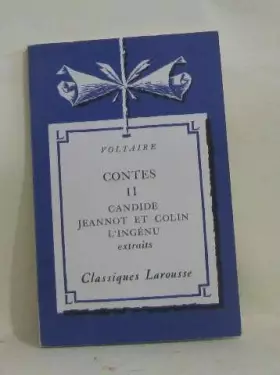 VOLTAIRE
CONTES
II
CANDIDE
JEANNOT ET COLIN
L'INGÉNU
extraits
Classiques Larousse